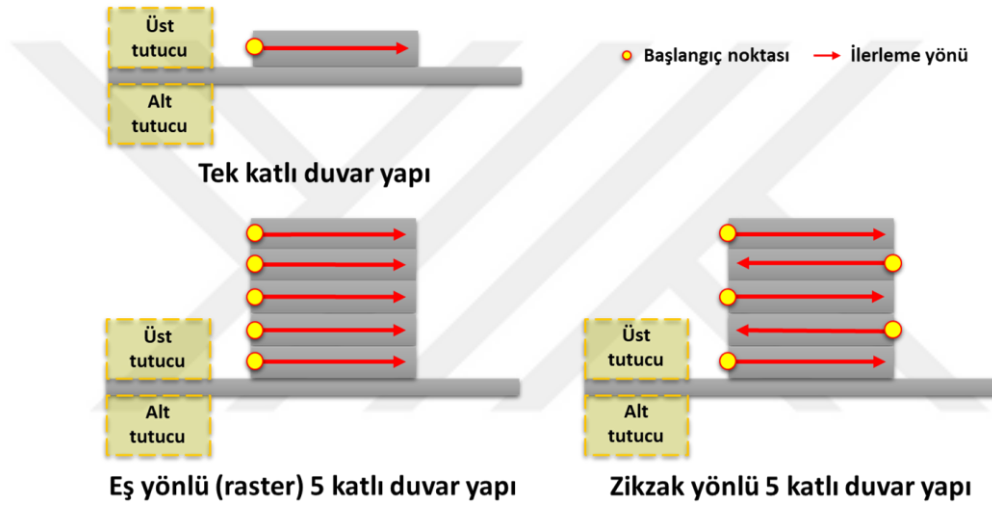 Üst
tutucu
Başlangıç noktası
İlerleme yönü
Alt
tutucu
Tek katlı duvar yapı
Üst
tutucu
Alt
tutucu
Eş yönlü (raster) 5 katlı duvar yapı
Üst
tutucu
Alt
tutucu
Zikzak yönlü 5 katlı duvar yapı